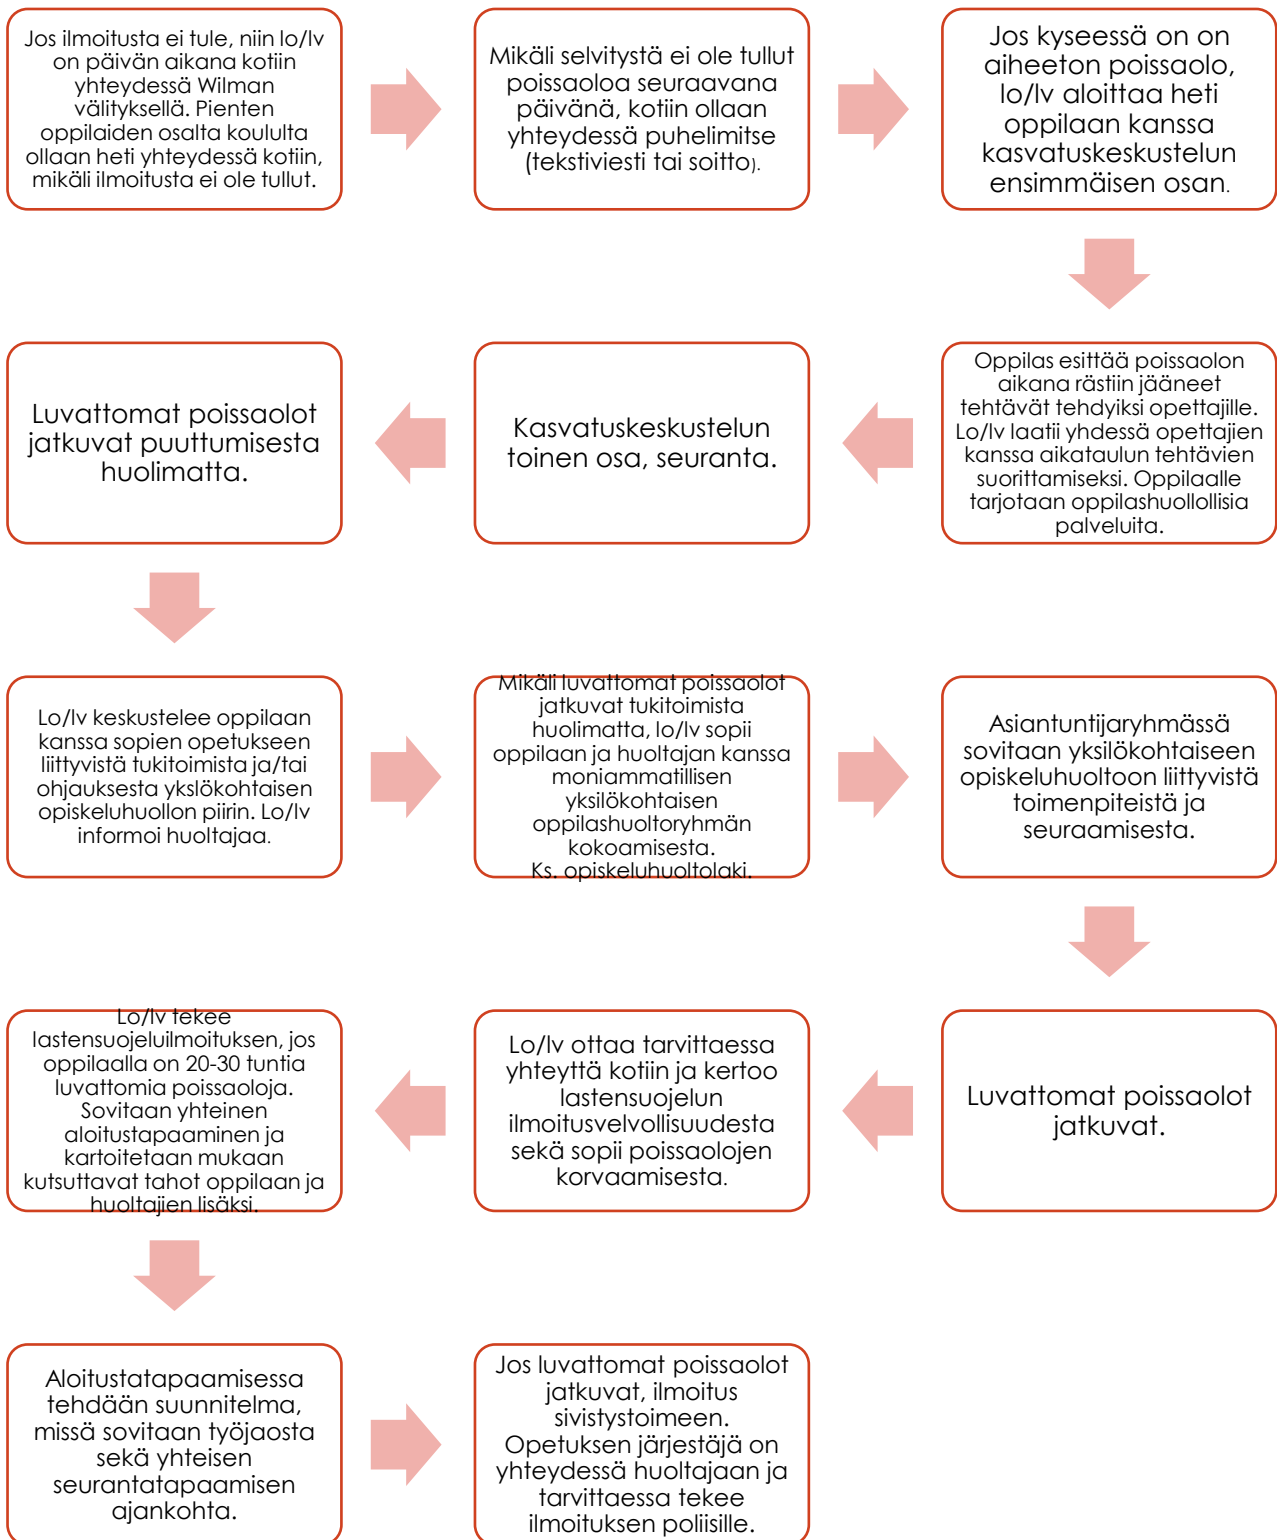 Jos ilmoitusta ei tule, niin lo/lv
on päivän aikana kotiin
yhteydessä Wilman
välityksellä. Pienten
oppilaiden osalta koululta
ollaan heti yhteydessä kotiin,
mikäli ilmoitusta ei ole tullut.
Mikäli selvitystä ei ole tullut
poissaoloa seuraavana
päivänä, kotiin ollaan
yhteydessä puhelimitse
(tekstiviesti tai soitto).
Jos kyseessä on on
aiheeton poissaolo,
lo/lv aloittaa heti
oppilaan kanssa
kasvatuskeskustelun
ensimmäisen osan.
Oppilas esittää poissaolon
aikana rästiin jääneet
tehtävät tehdyiksi opettajille.
Lo/lv laatii yhdessä opettajien
kanssa aikataulun tehtävien
suorittamiseksi. Oppilaalle
tarjotaan oppilashuollollisia
palveluita.
Kasvatuskeskustelun
toinen osa, seuranta.
Luvattomat poissaolot
jatkuvat puuttumisesta
huolimatta.
Lo/lv keskustelee oppilaan
kanssa sopien opetukseen
liittyvistä tukitoimista ja/tai
ohjauksesta ykslökohtaisen
opiskeluhuollon piirin. Lo/lv
informoi huoltajaa.
Mikäli luvattomat poissaolot
jatkuvat tukitoimista
huolimatta, lo/lv sopii
oppilaan ja huoltajan kanssa
moniammatillisen
yksilökohtaisen
oppilashuoltoryhmän
kokoamisesta.
Ks. opiskeluhuoltolaki.
Asiantuntijaryhmässä
sovitaan yksilökohtaiseen
opiskeluhuoltoon liittyvistä
toimenpiteistä ja
seuraamisesta.
Luvattomat poissaolot
jatkuvat.
Lo/lv ottaa tarvittaessa
yhteyttä kotiin ja kertoo
lastensuojelun
ilmoitusvelvollisuudesta
sekä sopii poissaolojen
korvaamisesta.
Lo/lv tekee
lastensuojeluilmoituksen, jos
oppilaalla on 20-30 tuntia
luvattomia poissaoloja.
Sovitaan yhteinen
aloitustapaaminen ja
kartoitetaan mukaan
kutsuttavat tahot oppilaan ja
huoltajien lisäksi.
Aloitustatapaamisessa
tehdään suunnitelma,
missä sovitaan työjaosta
sekä yhteisen
seurantatapaamisen
ajankohta.
Jos luvattomat poissaolot
jatkuvat, ilmoitus
sivistystoimeen.
Opetuksen järjestäjä on
yhteydessä huoltajaan ja
tarvittaessa tekee
ilmoituksen poliisille.